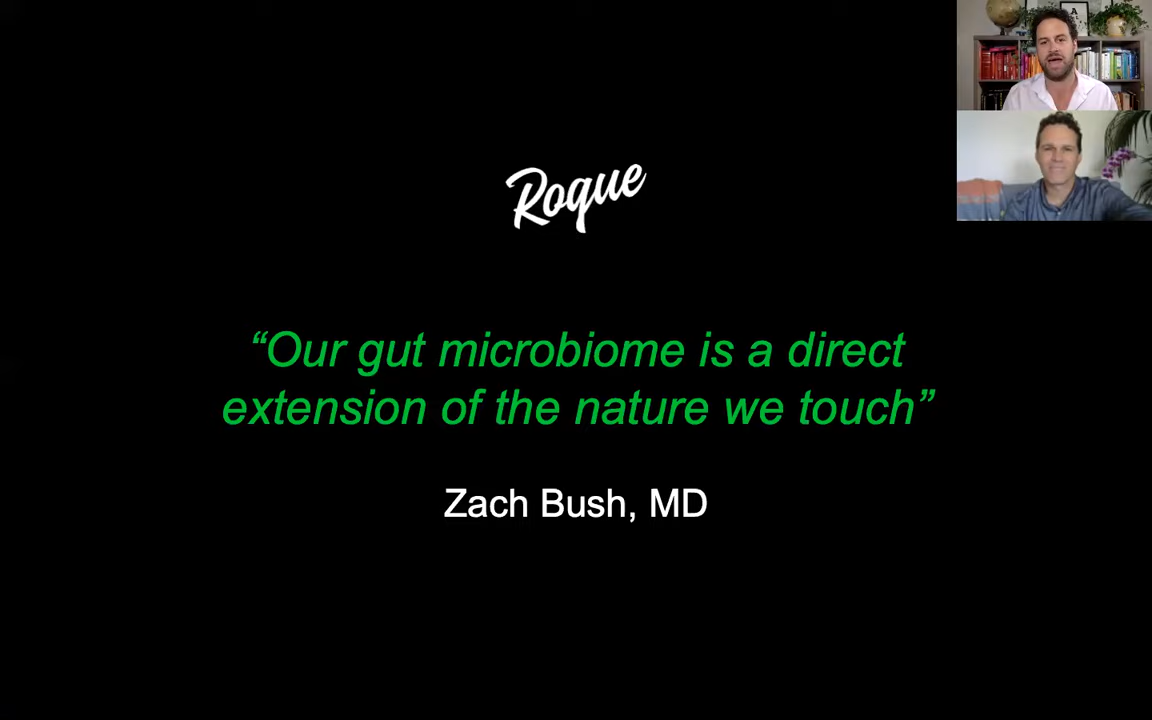 Roque
“Our gut microbiome is a direct
extension of the nature we touch”
Zach Bush, MD